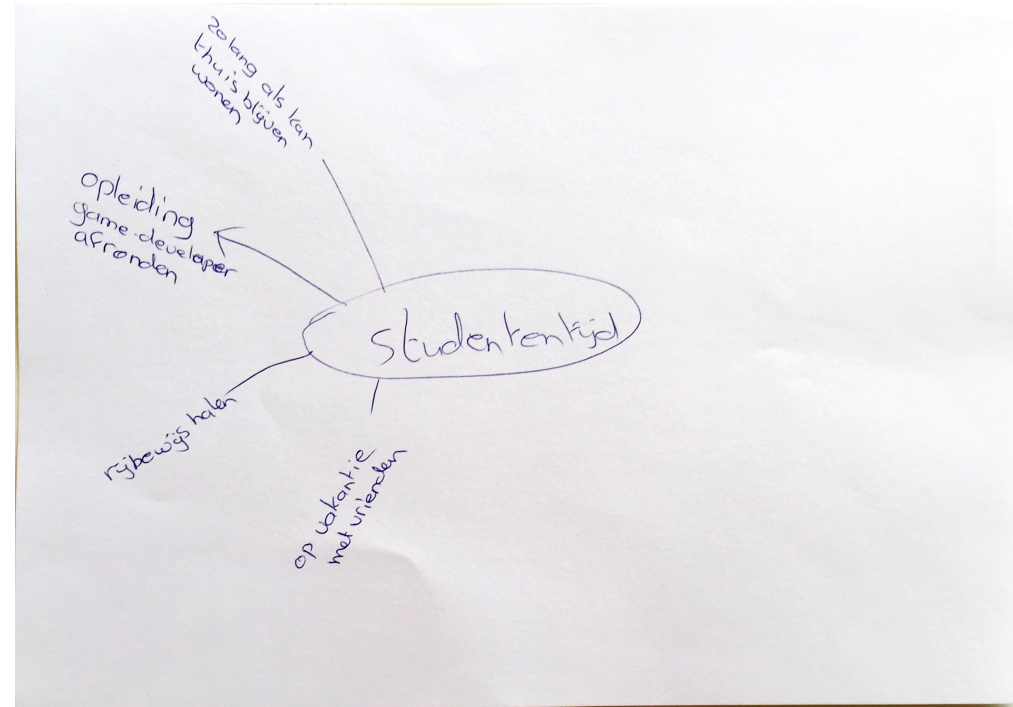 zolang als kan
thuis blijven
wonen
opleiding
game-developer
afronden
studententijd
rijbewijs halen
op vakantie
met vrienden